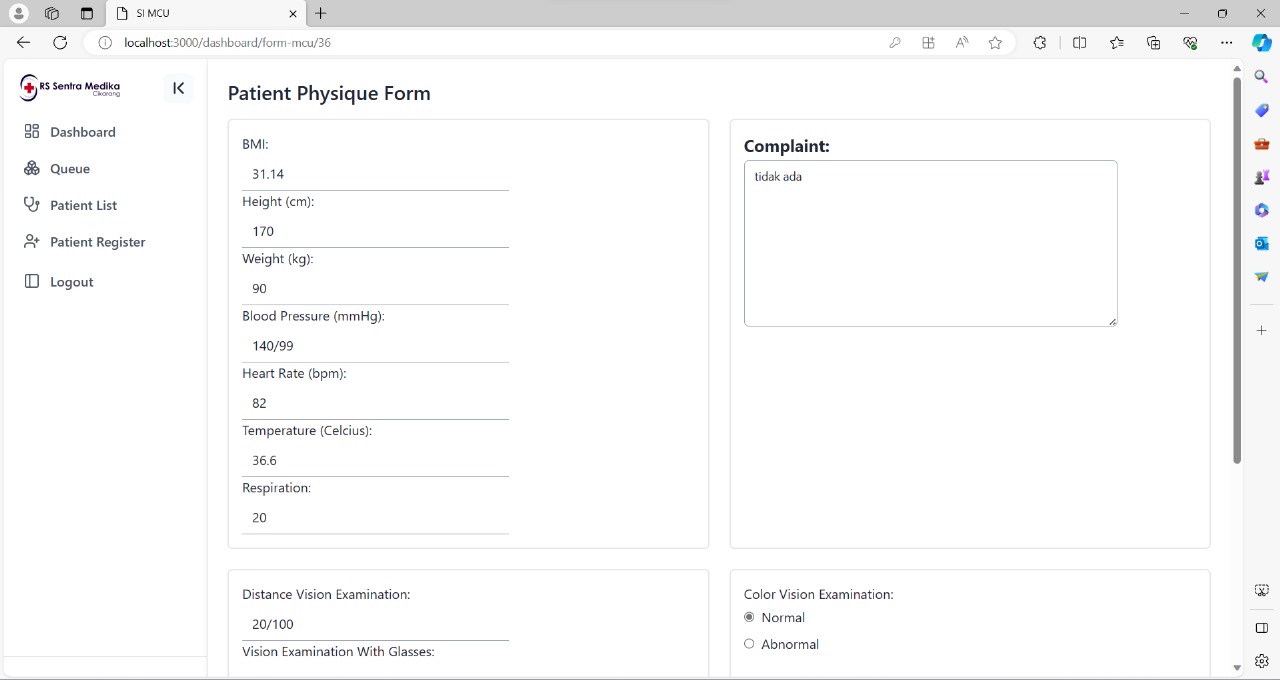 SI MCU
localhost:3000/dashboard/form-mcu/36
RS Sentra Medika
Cikarang
Dashboard
Queue
Patient List
Patient Register
Logout
Patient Physique Form
BMI:
31.14
Height (cm):
170
Weight (kg):
90
Blood Pressure (mmHg):
140/99
Heart Rate (bpm):
82
Temperature (Celcius):
36.6
Respiration:
20
Complaint:
tidak ada
Distance Vision Examination:
20/100
Vision Examination With Glasses:
Color Vision Examination:
Normal
Abnormal